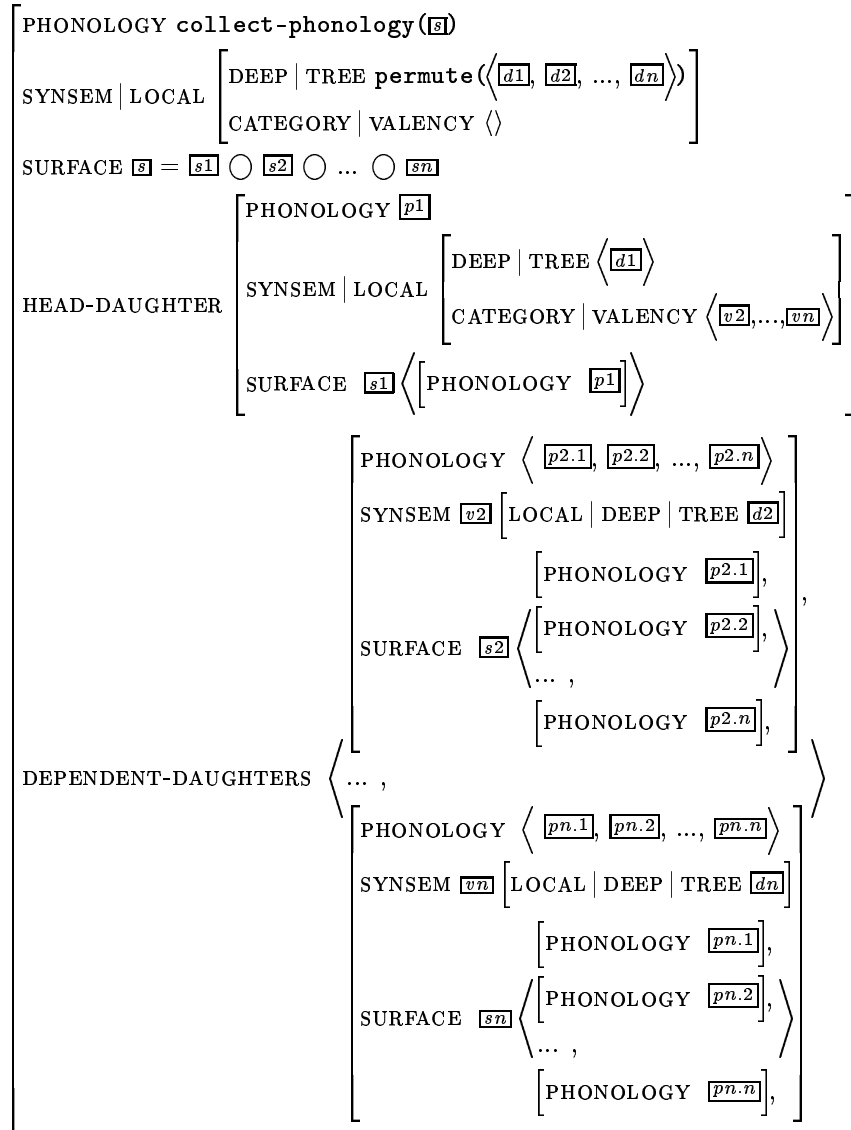 PHONOLOGY collect-phonology([s])
SYNSEM | LOCAL [DEEP | TREE permute(⟨[d1], [d2], ..., [dn]⟩)
CATEGORY | VALENCY ⟨⟩]
SURFACE [s] = [s1] ◯ [s2] ◯ ... ◯ [sn]
HEAD-DAUGHTER [PHONOLOGY [p1]
SYNSEM | LOCAL [DEEP | TREE ⟨[d1]⟩
CATEGORY | VALENCY ⟨[v2],...,[vn]⟩]
SURFACE [s1] ⟨[PHONOLOGY [p1]]⟩]
DEPENDENT-DAUGHTERS ⟨
[PHONOLOGY ⟨ [p2.1], [p2.2], ..., [p2.n]⟩
SYNSEM [v2] [LOCAL | DEEP | TREE [d2]]
SURFACE [s2] ⟨
[PHONOLOGY [p2.1]],
[PHONOLOGY [p2.2]],
... ,
[PHONOLOGY [p2.n]],
⟩],
... ,
[PHONOLOGY ⟨ [pn.1], [pn.2], ..., [pn.n]⟩
SYNSEM [vn] [LOCAL | DEEP | TREE [dn]]
SURFACE [sn] ⟨
[PHONOLOGY [pn.1]],
[PHONOLOGY [pn.2]],
... ,
[PHONOLOGY [pn.n]],
⟩]
⟩